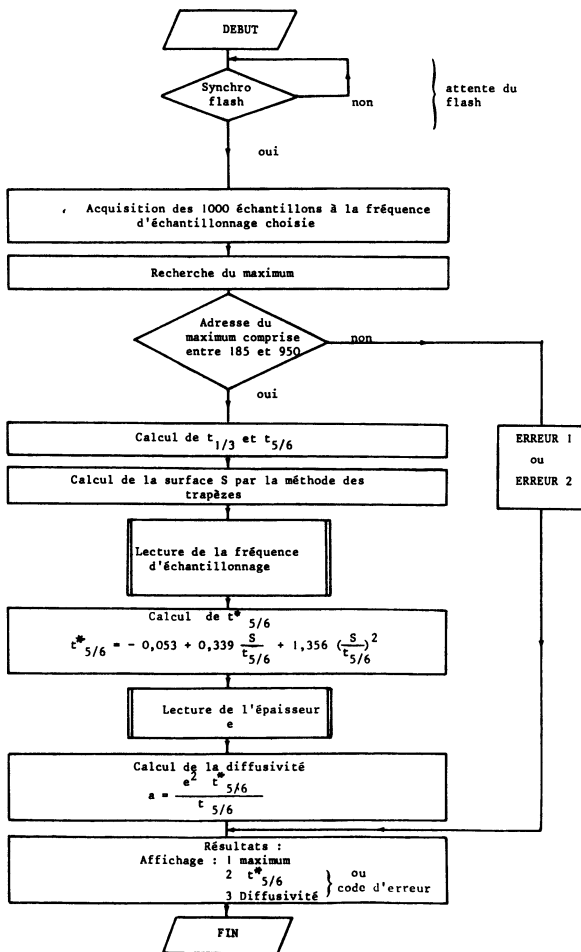 DEBUT
Synchro
flash
non
attente du
flash
oui
Acquisition des 1000 échantillons à la fréquence
d'échantillonnage choisie
Recherche du maximum
Adresse du
maximum comprise
entre 185 et 950
non
oui
Calcul de t1/3 et t5/6
ERREUR 1
ou
ERREUR 2
Calcul de la surface S par la méthode des
trapèzes
Lecture de la fréquence
d'échantillonnage
Calcul de t* 5/6
t* 5/6 = - 0,053 + 0,339 S/t5/6 + 1,356 (S/t5/6)2
Lecture de l'épaisseur
e
Calcul de la diffusivité
a = e2 t* 5/6 / t 5/6
Résultats :
Affichage : 1 maximum
2 t* 5/6
3 Diffusivité
ou
code d'erreur
FIN